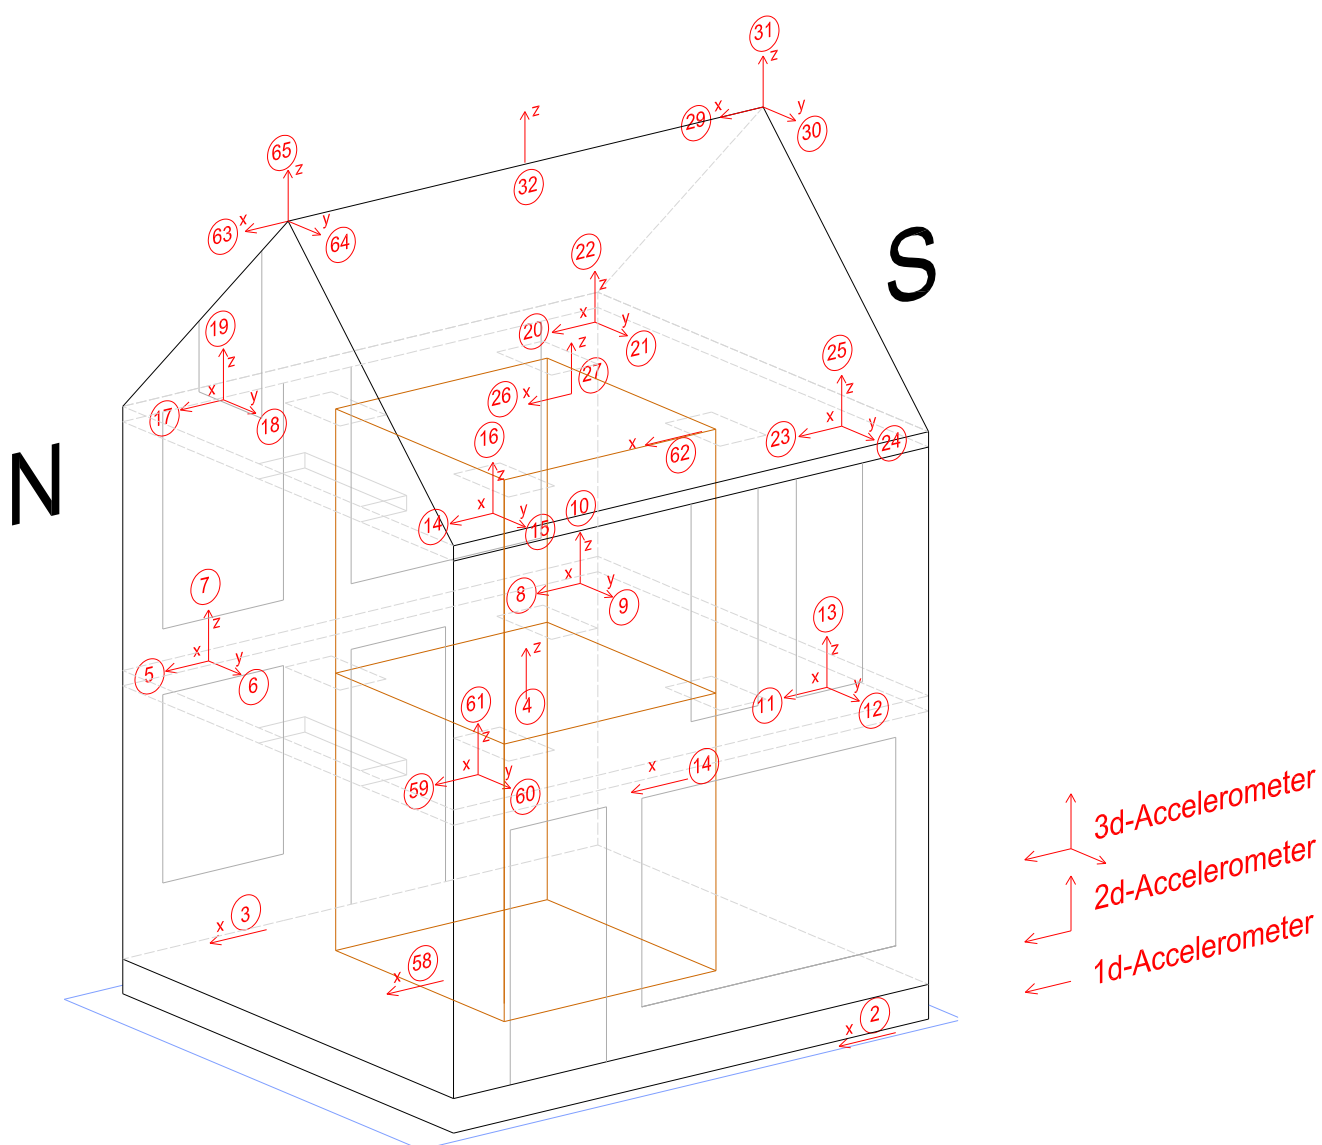 31
z
x
y
29
30
z
32
65
z
x
y
63
64
S
22
z
x
y
20
21
19
z
x
y
17
18
z
27
26
x
25
z
x
y
23
24
16
z
x
y
14
15
x
62
N
10
z
x
y
8
9
7
z
x
y
5
6
z
4
13
z
x
y
11
12
61
z
x
y
59
60
x
14
3d-Accelerometer
2d-Accelerometer
1d-Accelerometer
x
3
x
58
x
2